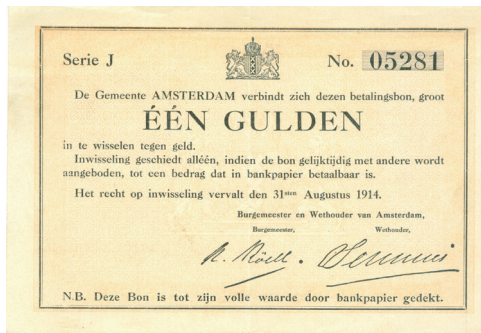 Serie J
No. 05281
De Gemeente AMSTERDAM verbindt zich dezen betalingsbon, groot
ÉÉN GULDEN
in te wisselen tegen geld.
Inwisseling geschiedt alléén, indien de bon gelijktijdig met andere wordt
aangeboden, tot een bedrag dat in bankpapier betaalbaar is.
Het recht op inwisseling vervalt den 31sten Augustus 1914.
Burgemeester en Wethouder van Amsterdam,
Burgemeester, Wethouder,
N.B. Deze Bon is tot zijn volle waarde door bankpapier gedekt.